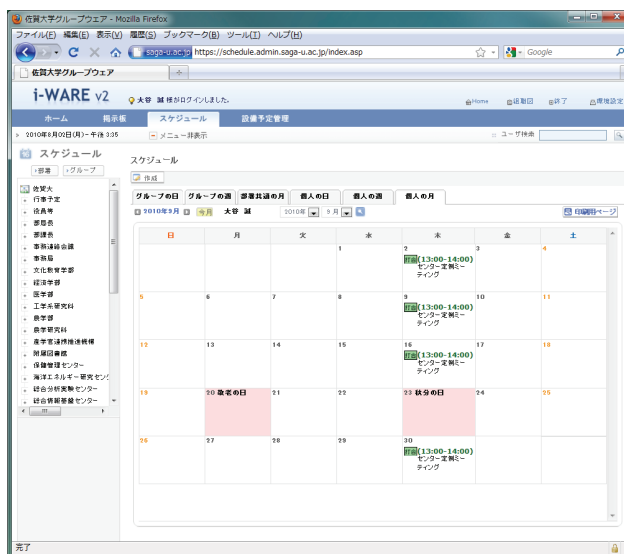 佐賀大学グループウエア - Mozilla Firefox
ファイル(F) 編集(E) 表示(V) 履歴(S) ブックマーク(B) ツール(T) ヘルプ(H)
saga-u.ac.jp https://schedule.admin.saga-u.ac.jp/index.asp Google
佐賀大学グループウエア
i-WARE v2 大谷 誠 様がログインしました。 Home 組織図 終了 環境設定
ホーム 掲示板 スケジュール 設備予定管理
2010年8月02日(月) - 午後 3:35 メニュー非表示 ユーザ検索
スケジュール
スケジュール
部署 グループ
作成
佐賀大
行事予定
役員等
部局長
部課長
事務連絡会議
事務局
文化教育学部
経済学部
医学部
工学系研究科
農学部
農学研究科
産学官連携推進機構
附属図書館
保健管理センター
海洋エネルギー研究セン
総合分析実験センター
総合情報基盤センター
グループの日 グループの週 部署共通の月 個人の日 個人の週 個人の月
2010年9月 今月 大谷 誠 2010年 9月 印刷用ページ
日 月 火 水 木 金 土
1 2 3 4
打合(13:00-14:00)
センター定例ミー
ティング
5 6 7 8 9 10 11
打合(13:00-14:00)
センター定例ミー
ティング
12 13 14 15 16 17 18
打合(13:00-14:00)
センター定例ミー
ティング
19 20 敬老の日 21 22 23 秋分の日 24 25
26 27 28 29 30
打合(13:00-14:00)
センター定例ミー
ティング
完了